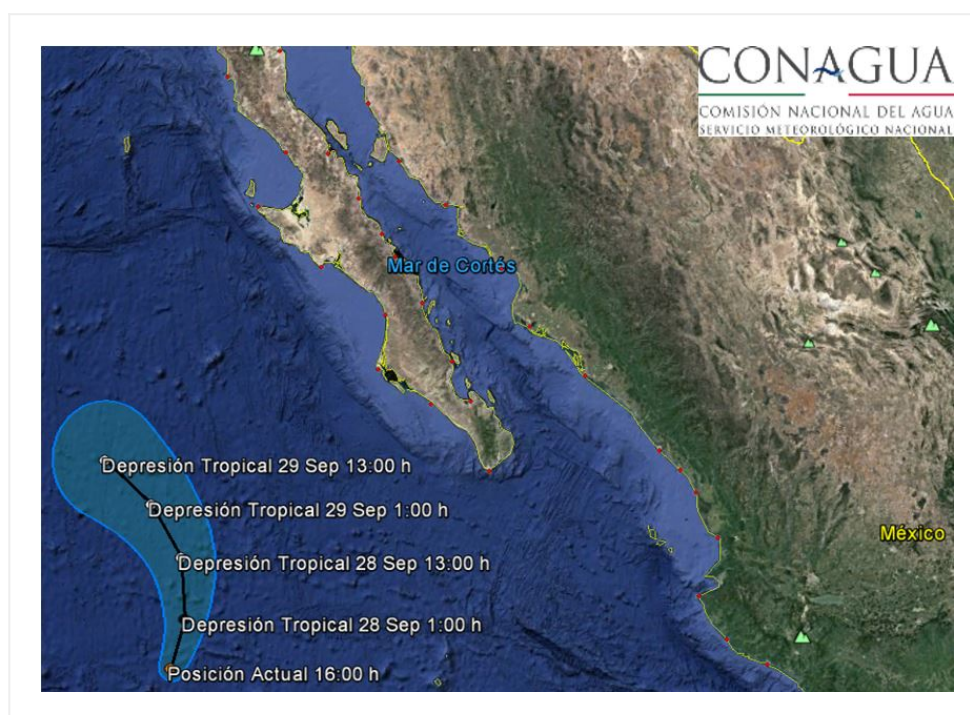 CONAGUA
COMISIÓN NACIONAL DEL AGUA
SERVICIO METEOROLÓGICO NACIONAL
Mar de Cortés
Depresión Tropical 29 Sep 13:00 h
Depresión Tropical 29 Sep 1:00 h
México
Depresión Tropical 28 Sep 13:00 h
Depresión Tropical 28 Sep 1:00 h
Posición Actual 16:00 h